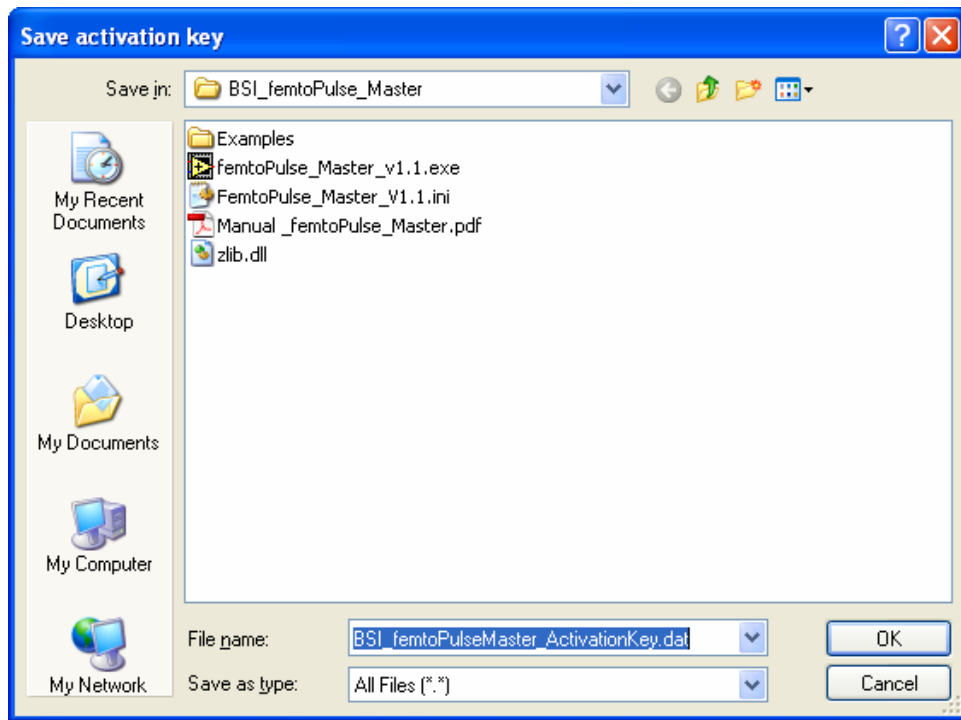 Save activation key
Save in:
BSI_femtoPulse_Master
My Recent
Documents
Desktop
My Documents
My Computer
My Network
Examples
femtoPulse_Master_v1.1.exe
FemtoPulse_Master_V1.1.ini
Manual _femtoPulse_Master.pdf
zlib.dll
File name:
BSI_femtoPulseMaster_ActivationKey.dat
OK
Save as type:
All Files (*.*)
Cancel